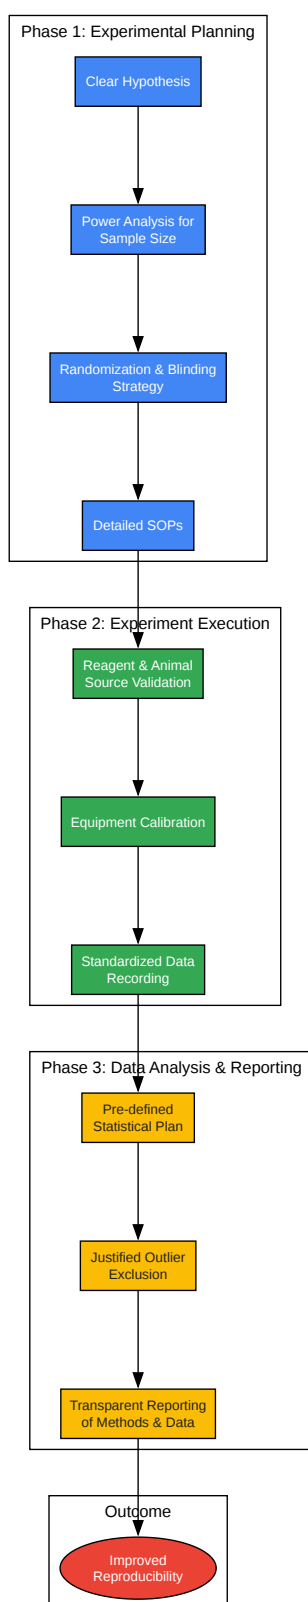 Phase 1: Experimental Planning
Clear Hypothesis
Power Analysis for
Sample Size
Randomization & Blinding
Strategy
Detailed SOPs
Phase 2: Experiment Execution
Reagent & Animal
Source Validation
Equipment Calibration
Standardized Data
Recording
Phase 3: Data Analysis & Reporting
Pre-defined
Statistical Plan
Justified Outlier
Exclusion
Transparent Reporting
of Methods & Data
Outcome
Improved
Reproducibility